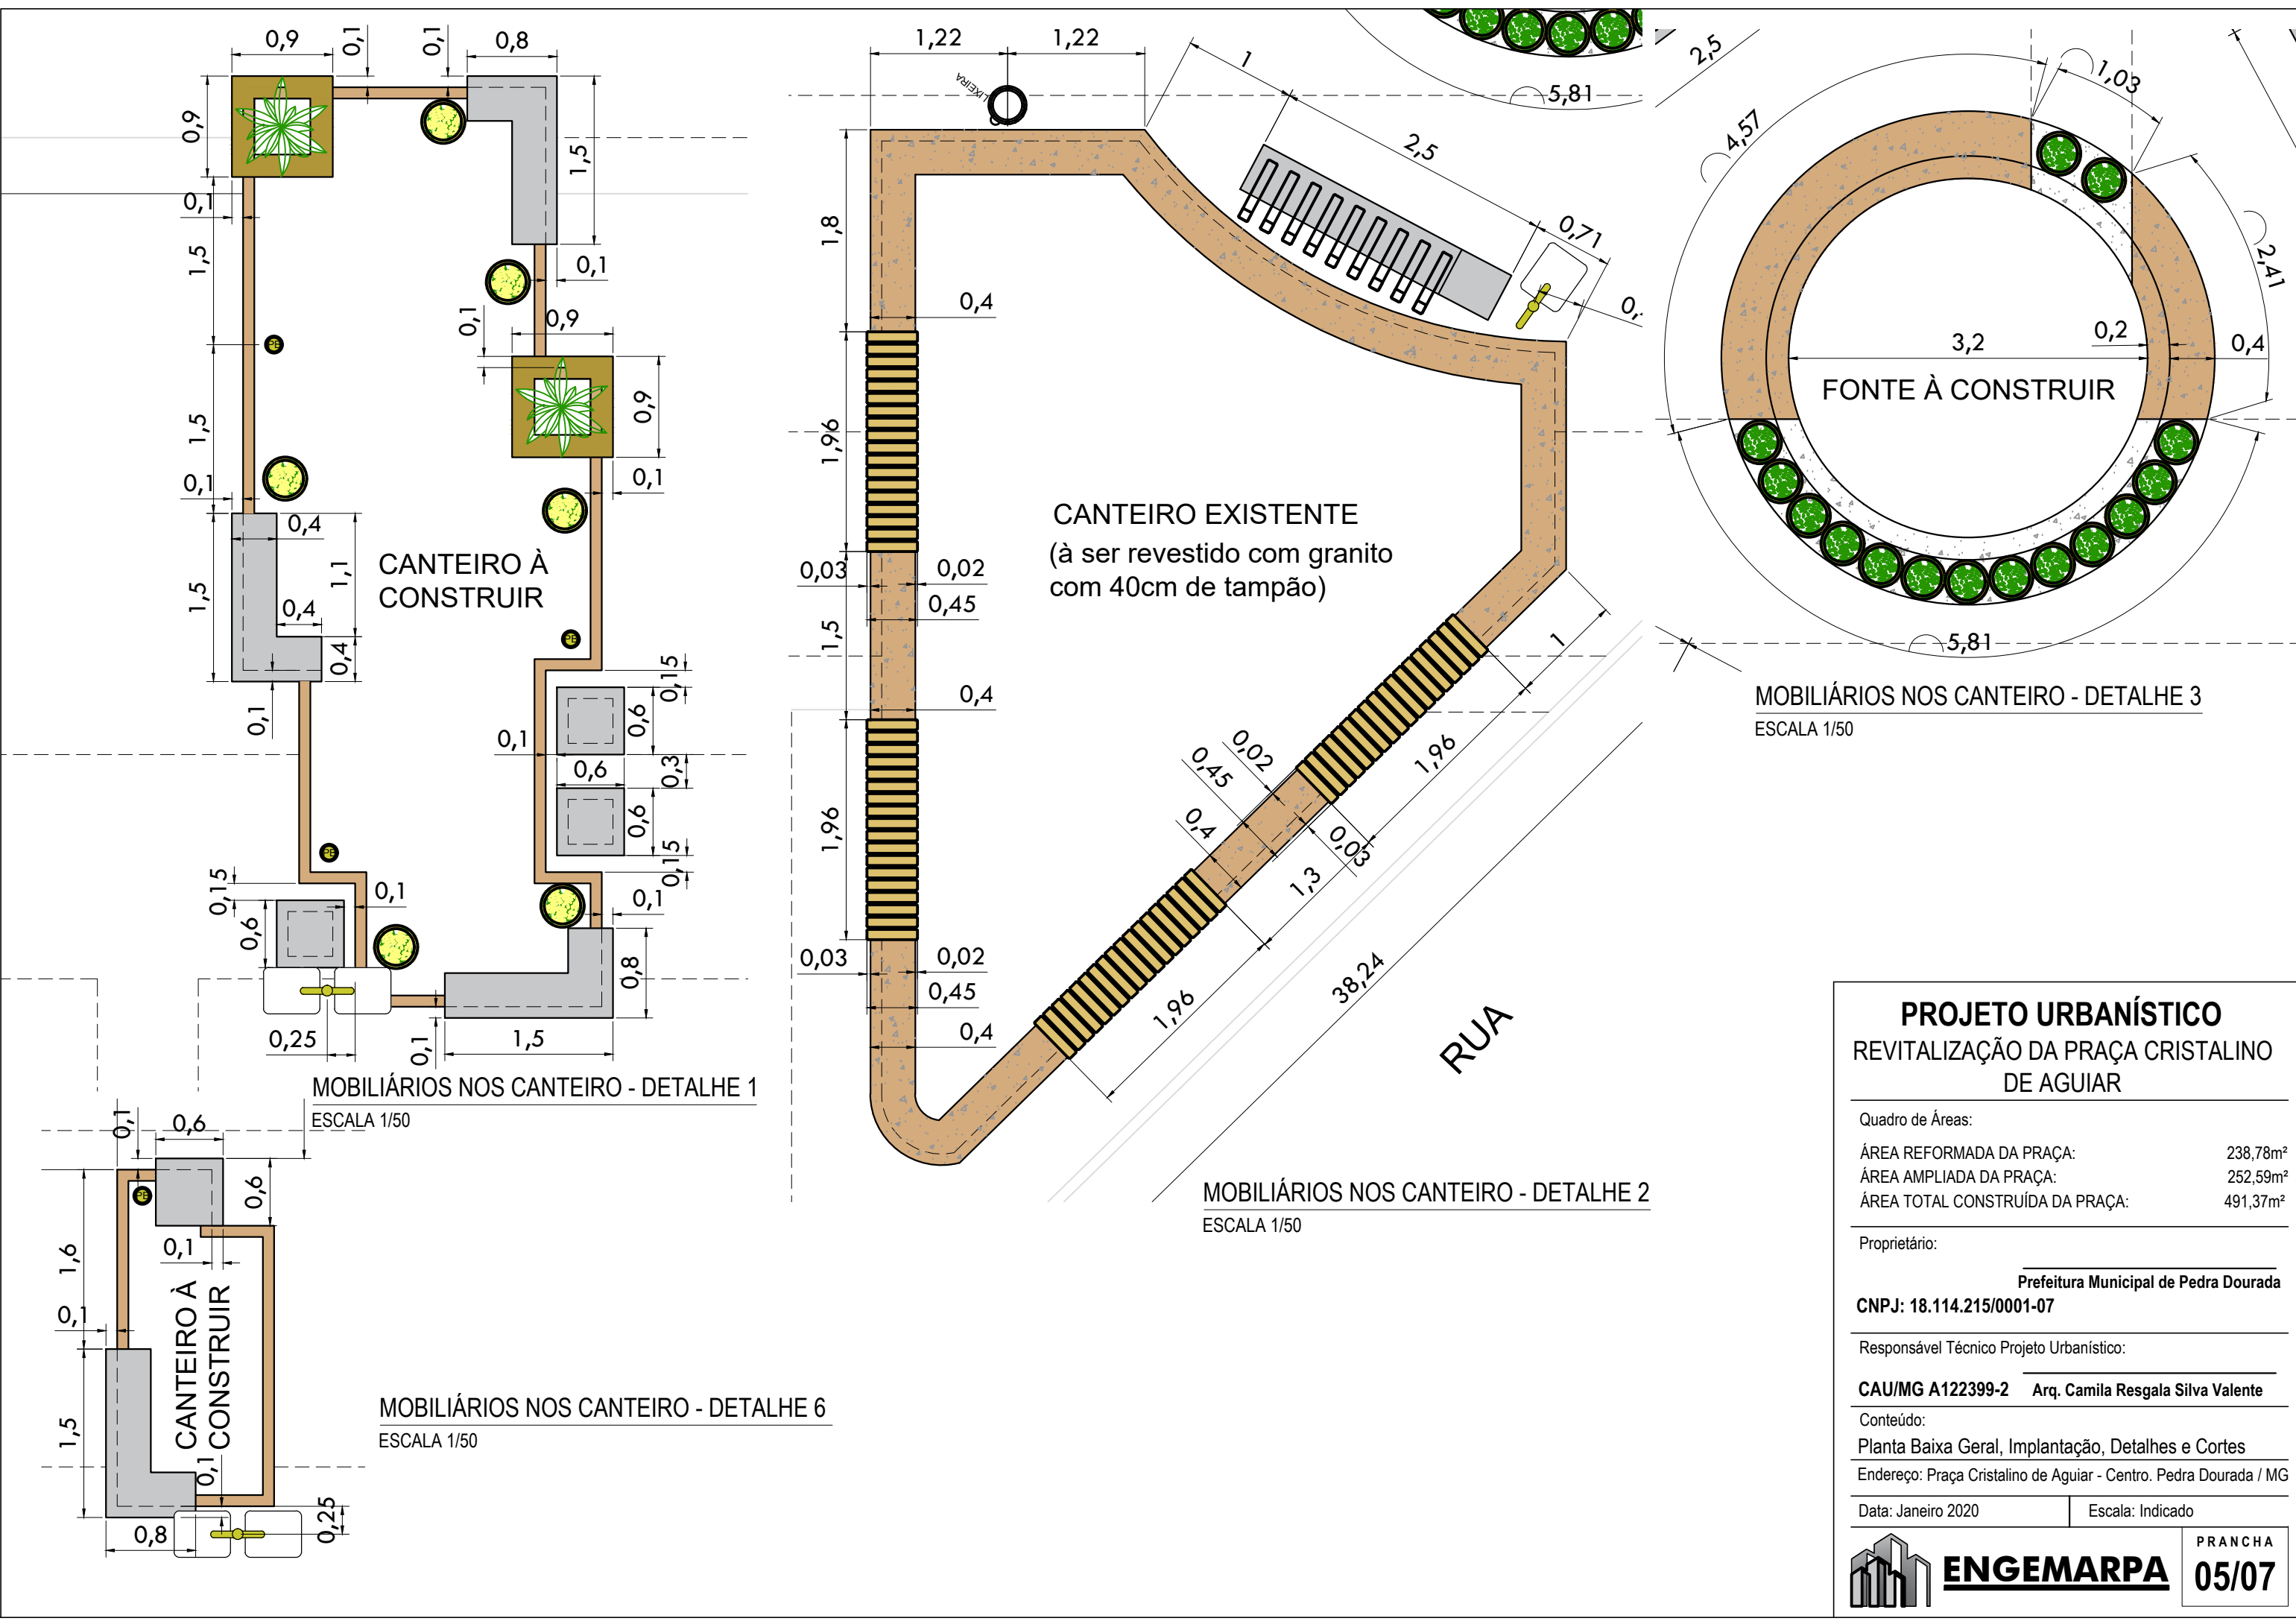 0,9
0,1
0,1
0,8
0,9
1,5
0,1
1,5
0,1
0,1
0,9
PE
1,5
0,9
0,1
0,1
0,4
1,5
1,1
CANTEIRO À
CONSTRUIR
0,4
0,4
PE
0,15
0,6
0,1
0,1
0,6
0,3
0,6
PE
0,15
0,15
0,1
0,6
0,1
0,8
0,25
0,1
1,5
MOBILIÁRIOS NOS CANTEIRO - DETALHE 1
ESCALA 1/50
0,1
0,6
PE
0,6
1,6
0,1
0,1
CANTEIRO À
CONSTRUIR
1,5
0,1
0,8
0,25
MOBILIÁRIOS NOS CANTEIRO - DETALHE 6
ESCALA 1/50
1,22
1,22
LIXEIRA
1
5,81
2,5
0,71
1,8
0,4
1,96
CANTEIRO EXISTENTE
(à ser revestido com granito
com 40cm de tampão)
0,03
0,02
0,45
1,5
0,4
1
1,96
0,02
0,45
0,4
0,03
1,3
1,96
0,03
0,02
0,45
0,4
1,96
38,24
RUA
MOBILIÁRIOS NOS CANTEIRO - DETALHE 2
ESCALA 1/50
2,5
1,03
4,57
2,41
3,2
0,2
0,4
FONTE À CONSTRUIR
5,81
MOBILIÁRIOS NOS CANTEIRO - DETALHE 3
ESCALA 1/50
PROJETO URBANÍSTICO
REVITALIZAÇÃO DA PRAÇA CRISTALINO
DE AGUIAR
Quadro de Áreas:
ÁREA REFORMADA DA PRAÇA: 238,78m²
ÁREA AMPLIADA DA PRAÇA: 252,59m²
ÁREA TOTAL CONSTRUÍDA DA PRAÇA: 491,37m²
Proprietário:
Prefeitura Municipal de Pedra Dourada
CNPJ: 18.114.215/0001-07
Responsável Técnico Projeto Urbanístico:
CAU/MG A122399-2 Arq. Camila Resgala Silva Valente
Conteúdo:
Planta Baixa Geral, Implantação, Detalhes e Cortes
Endereço: Praça Cristalino de Aguiar - Centro. Pedra Dourada / MG
Data: Janeiro 2020 Escala: Indicado
ENGEMARPA
PRANCHA
05/07